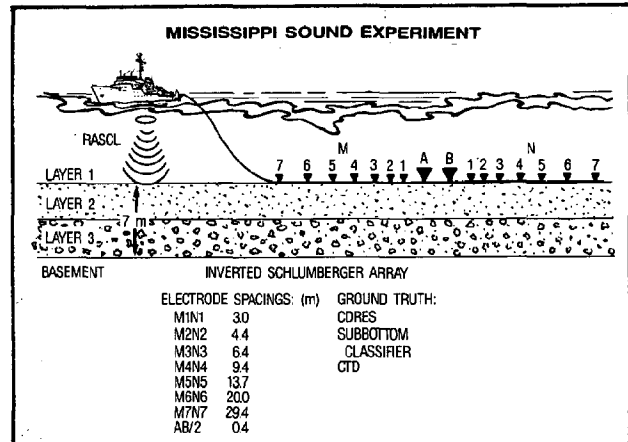 MISSISSIPPI SOUND EXPERIMENT
RASCL
M N
7 6 5 4 3 2 1 A B 1 2 3 4 5 6 7
LAYER 1
LAYER 2
7 m
LAYER 3
BASEMENT INVERTED SCHLUMBERGER ARRAY
ELECTRODE SPACINGS: (m) GROUND TRUTH:
M1N1 3.0 CORES
M2N2 4.4 SUBBOTTOM
M3N3 6.4 CLASSIFIER
M4N4 9.4 CTD
M5N5 13.7
M6N6 20.0
M7N7 29.4
AB/2 0.4